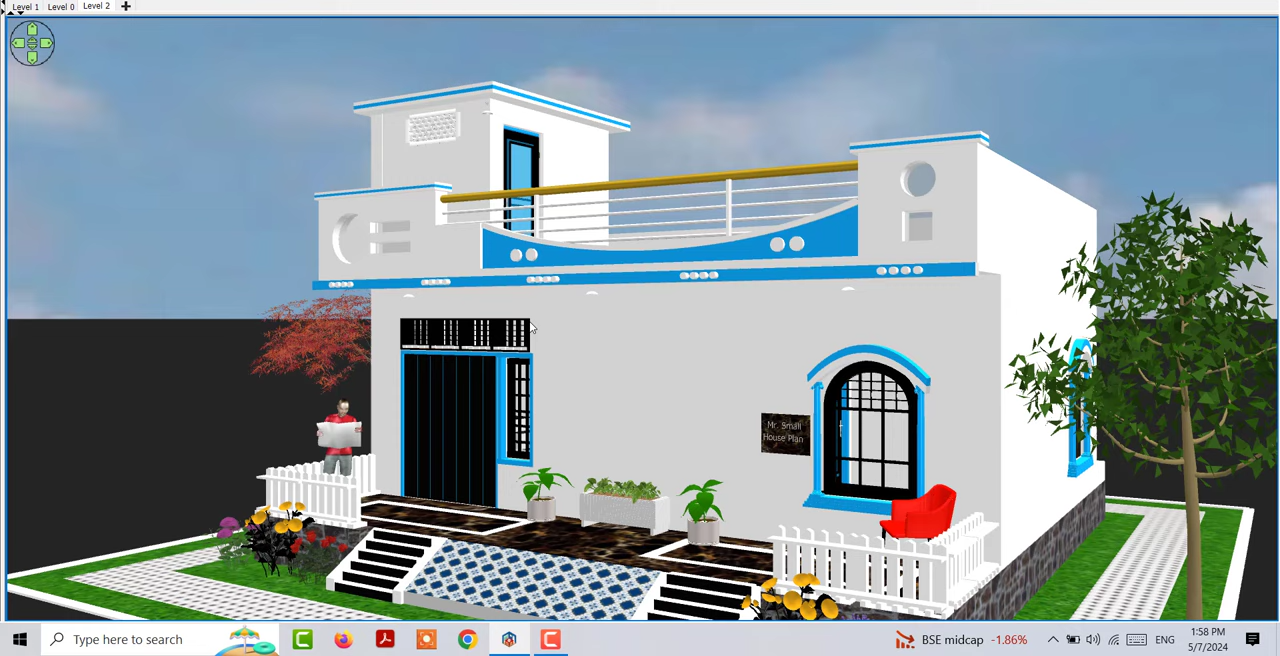 Level 1 Level 0 Level 2
Mr. Small
House Plan
Type here to search
BSE midcap -1.86%
ENG
1:58 PM
5/7/2024